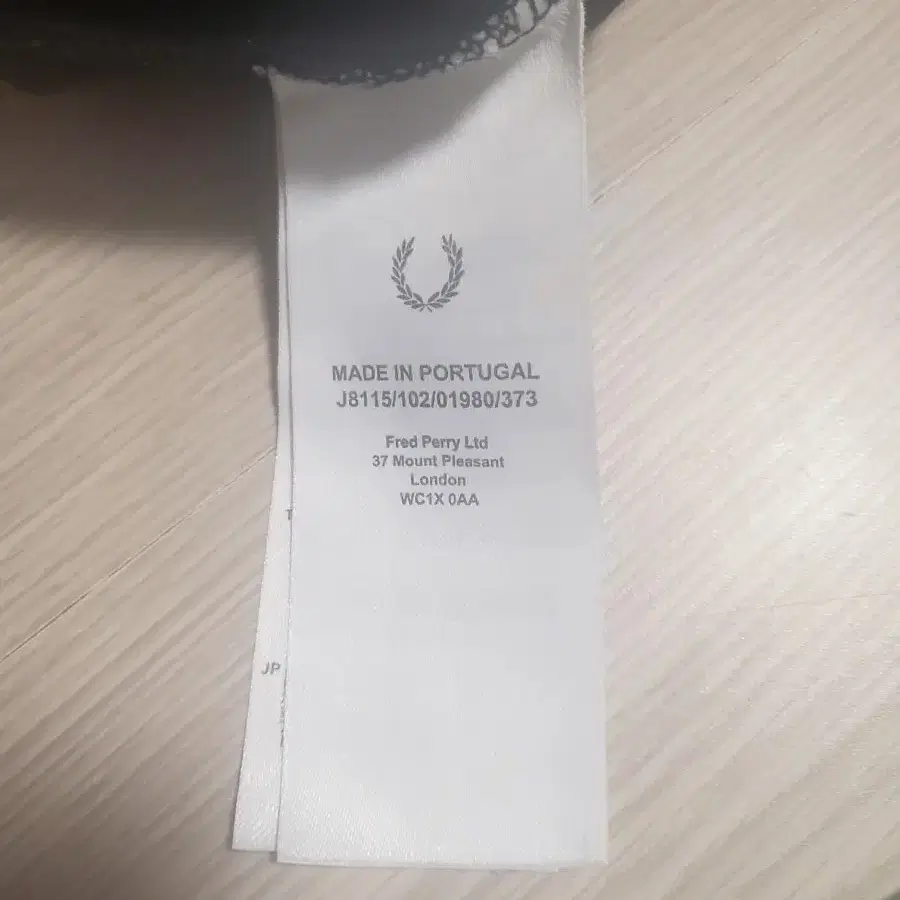 MADE IN PORTUGAL
J8115/102/01980/373
Fred Perry Ltd
37 Mount Pleasant
London
WC1X 0AA
T
JP